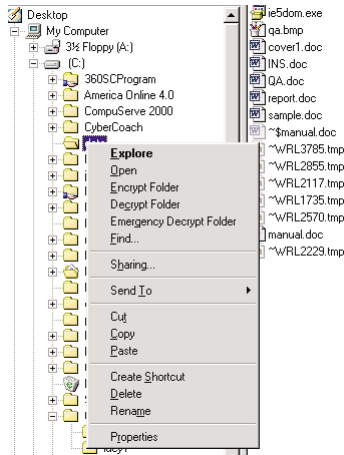 Desktop
My Computer
3½ Floppy (A:)
(C:)
360SCProgram
America Online 4.0
CompuServe 2000
CyberCoach
Explore
Open
Encrypt Folder
Decrypt Folder
Emergency Decrypt Folder
Find...
Sharing...
Send To
Cut
Copy
Paste
Create Shortcut
Delete
Rename
Properties
ie5dom.exe
qa.bmp
cover1.doc
INS.doc
QA.doc
report.doc
sample.doc
~$manual.doc
~WRL3785.tmp
~WRL2855.tmp
~WRL2117.tmp
~WRL1735.tmp
~WRL2570.tmp
manual.doc
~WRL2229.tmp